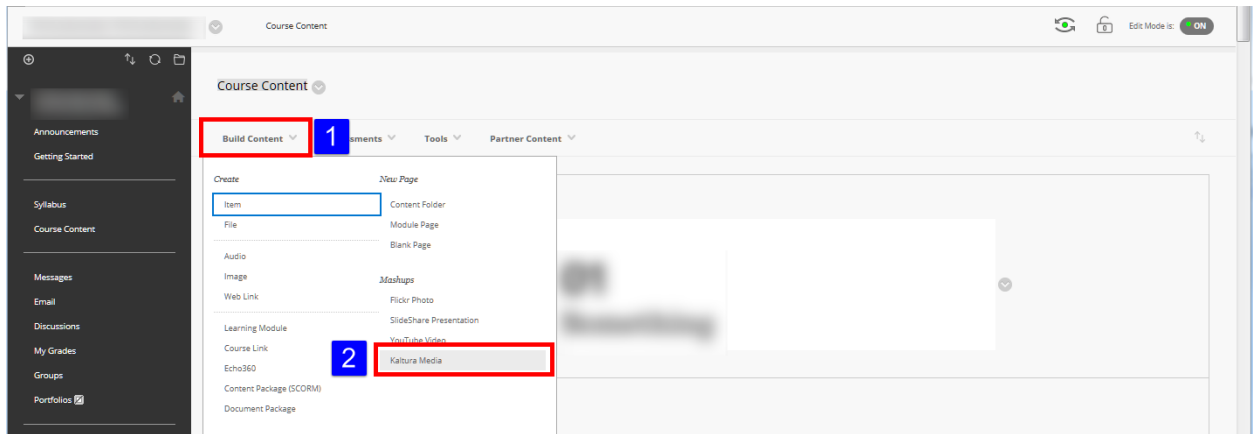 Course Content
Edit Mode is: ON
Course Content
Announcements
Getting Started
Syllabus
Course Content
Messages
Email
Discussions
My Grades
Groups
Portfolios
Build Content
1
sments
Tools
Partner Content
Create
Item
File
Audio
Image
Web Link
Learning Module
Course Link
Echo360
Content Package (SCORM)
Document Package
New Page
Content Folder
Module Page
Blank Page
Mashups
Flickr Photo
SlideShare Presentation
YouTube Video
2
Kaltura Media
01
Something